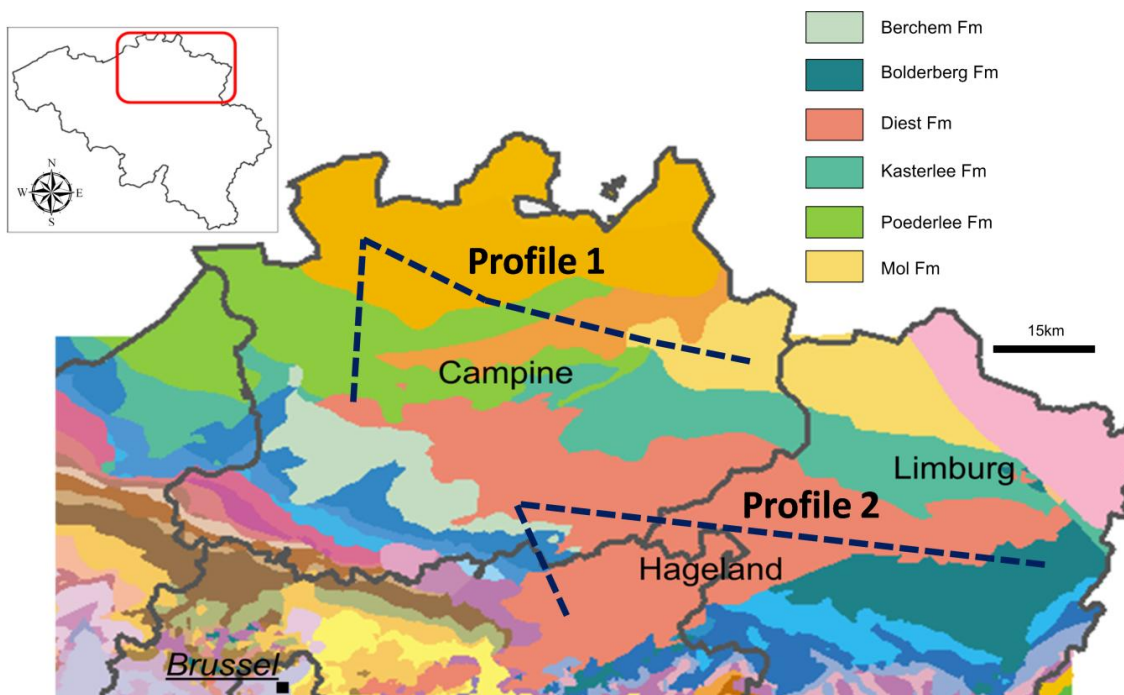 N
W
E
S
Berchem Fm
Bolderberg Fm
Diest Fm
Kasterlee Fm
Poederlee Fm
Mol Fm
15km
Profile 1
Campine
Limburg
Profile 2
Hageland
Brussel